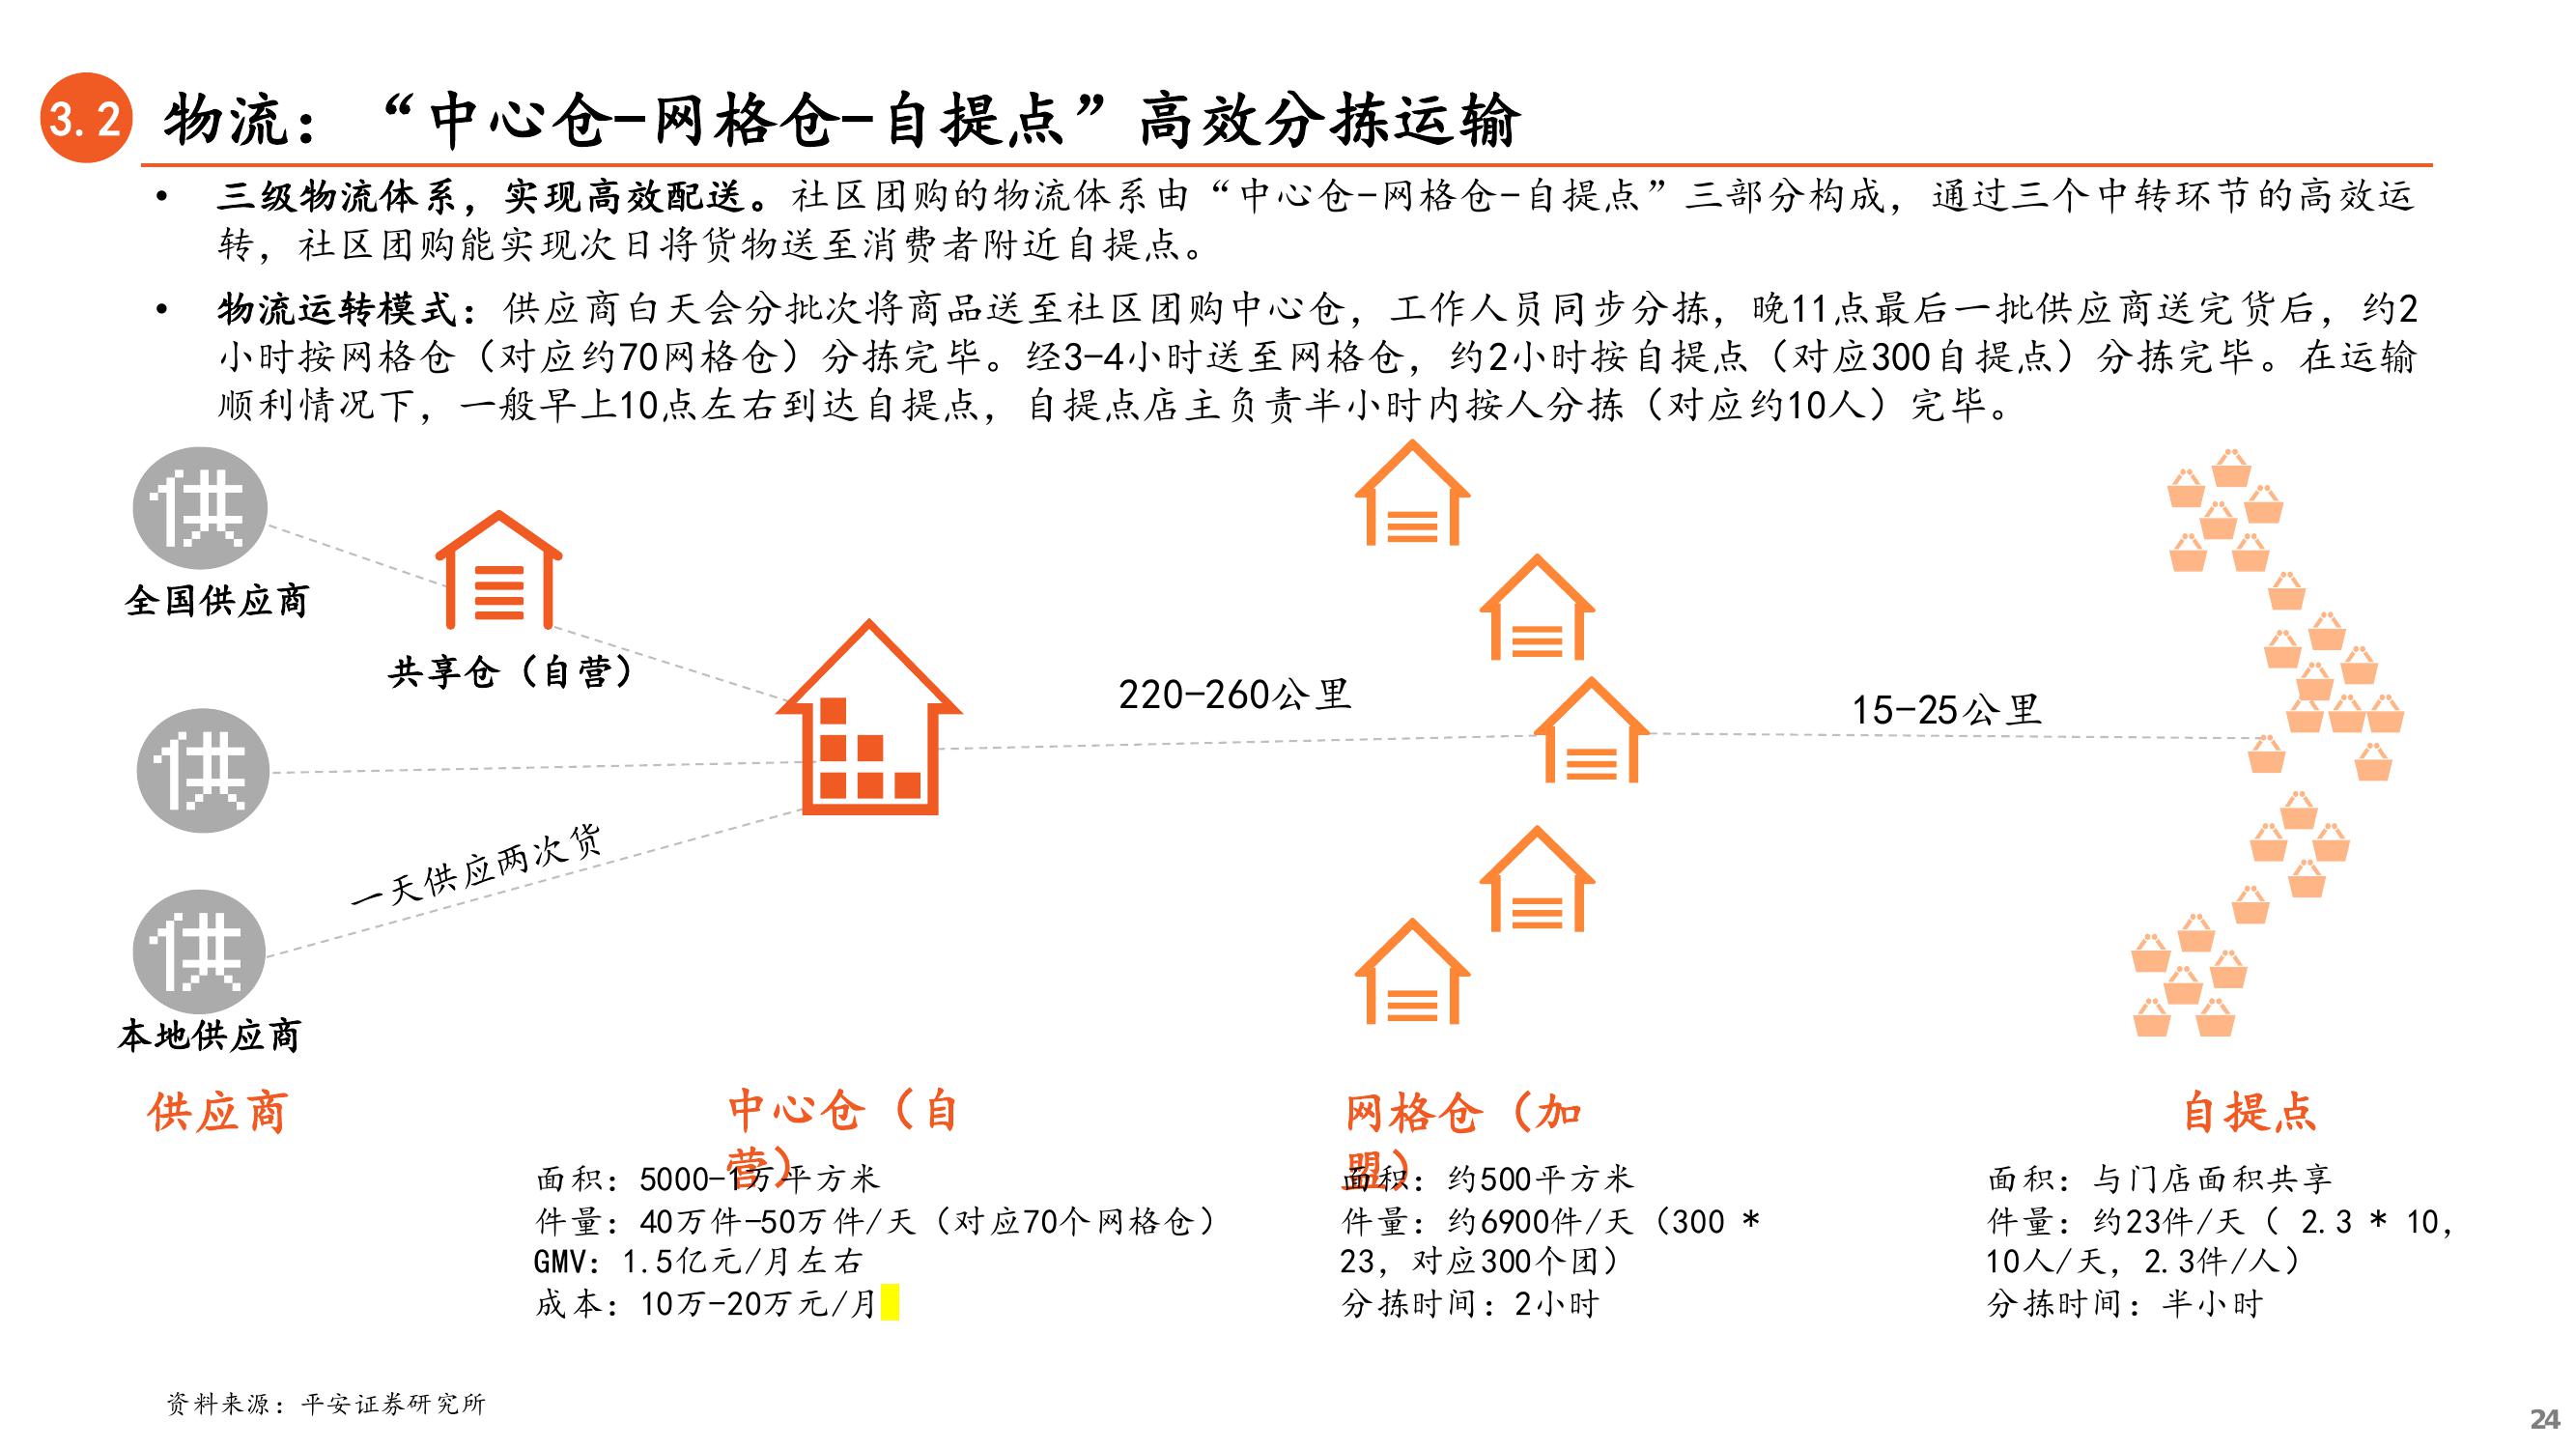 3.2 物流：“中心仓-网格仓-自提点”高效分拣运输
• 三级物流体系，实现高效配送。社区团购的物流体系由“中心仓-网格仓-自提点”三部分构成，通过三个中转环节的高效运
转，社区团购能实现次日将货物送至消费者附近自提点。
• 物流运转模式：供应商白天会分批次将商品送至社区团购中心仓，工作人员同步分拣，晚11点最后一批供应商送完货后，约2
小时按网格仓（对应约70网格仓）分拣完毕。经3-4小时送至网格仓，约2小时按自提点（对应300自提点）分拣完毕。在运输
顺利情况下，一般早上10点左右到达自提点，自提点店主负责半小时内按人分拣（对应约10人）完毕。
供
全国供应商
共享仓（自营）
供
220-260公里
15-25公里
一天供应两次货
供
本地供应商
供应商
中心仓（自
营）
面积：5000-1万平方米
件量：40万件-50万件/天（对应70个网格仓）
GMV：1.5亿元/月左右
成本：10万-20万元/月
网格仓（加
盟）
面积：约500平方米
件量：约6900件/天（300 *
23，对应300个团）
分拣时间：2小时
自提点
面积：与门店面积共享
件量：约23件/天（ 2.3 * 10，
10人/天，2.3件/人）
分拣时间：半小时
资料来源：平安证券研究所
24